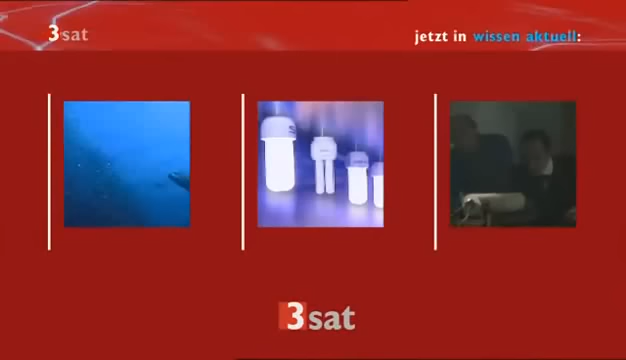 3sat
jetzt in wissen aktuell:
3sat